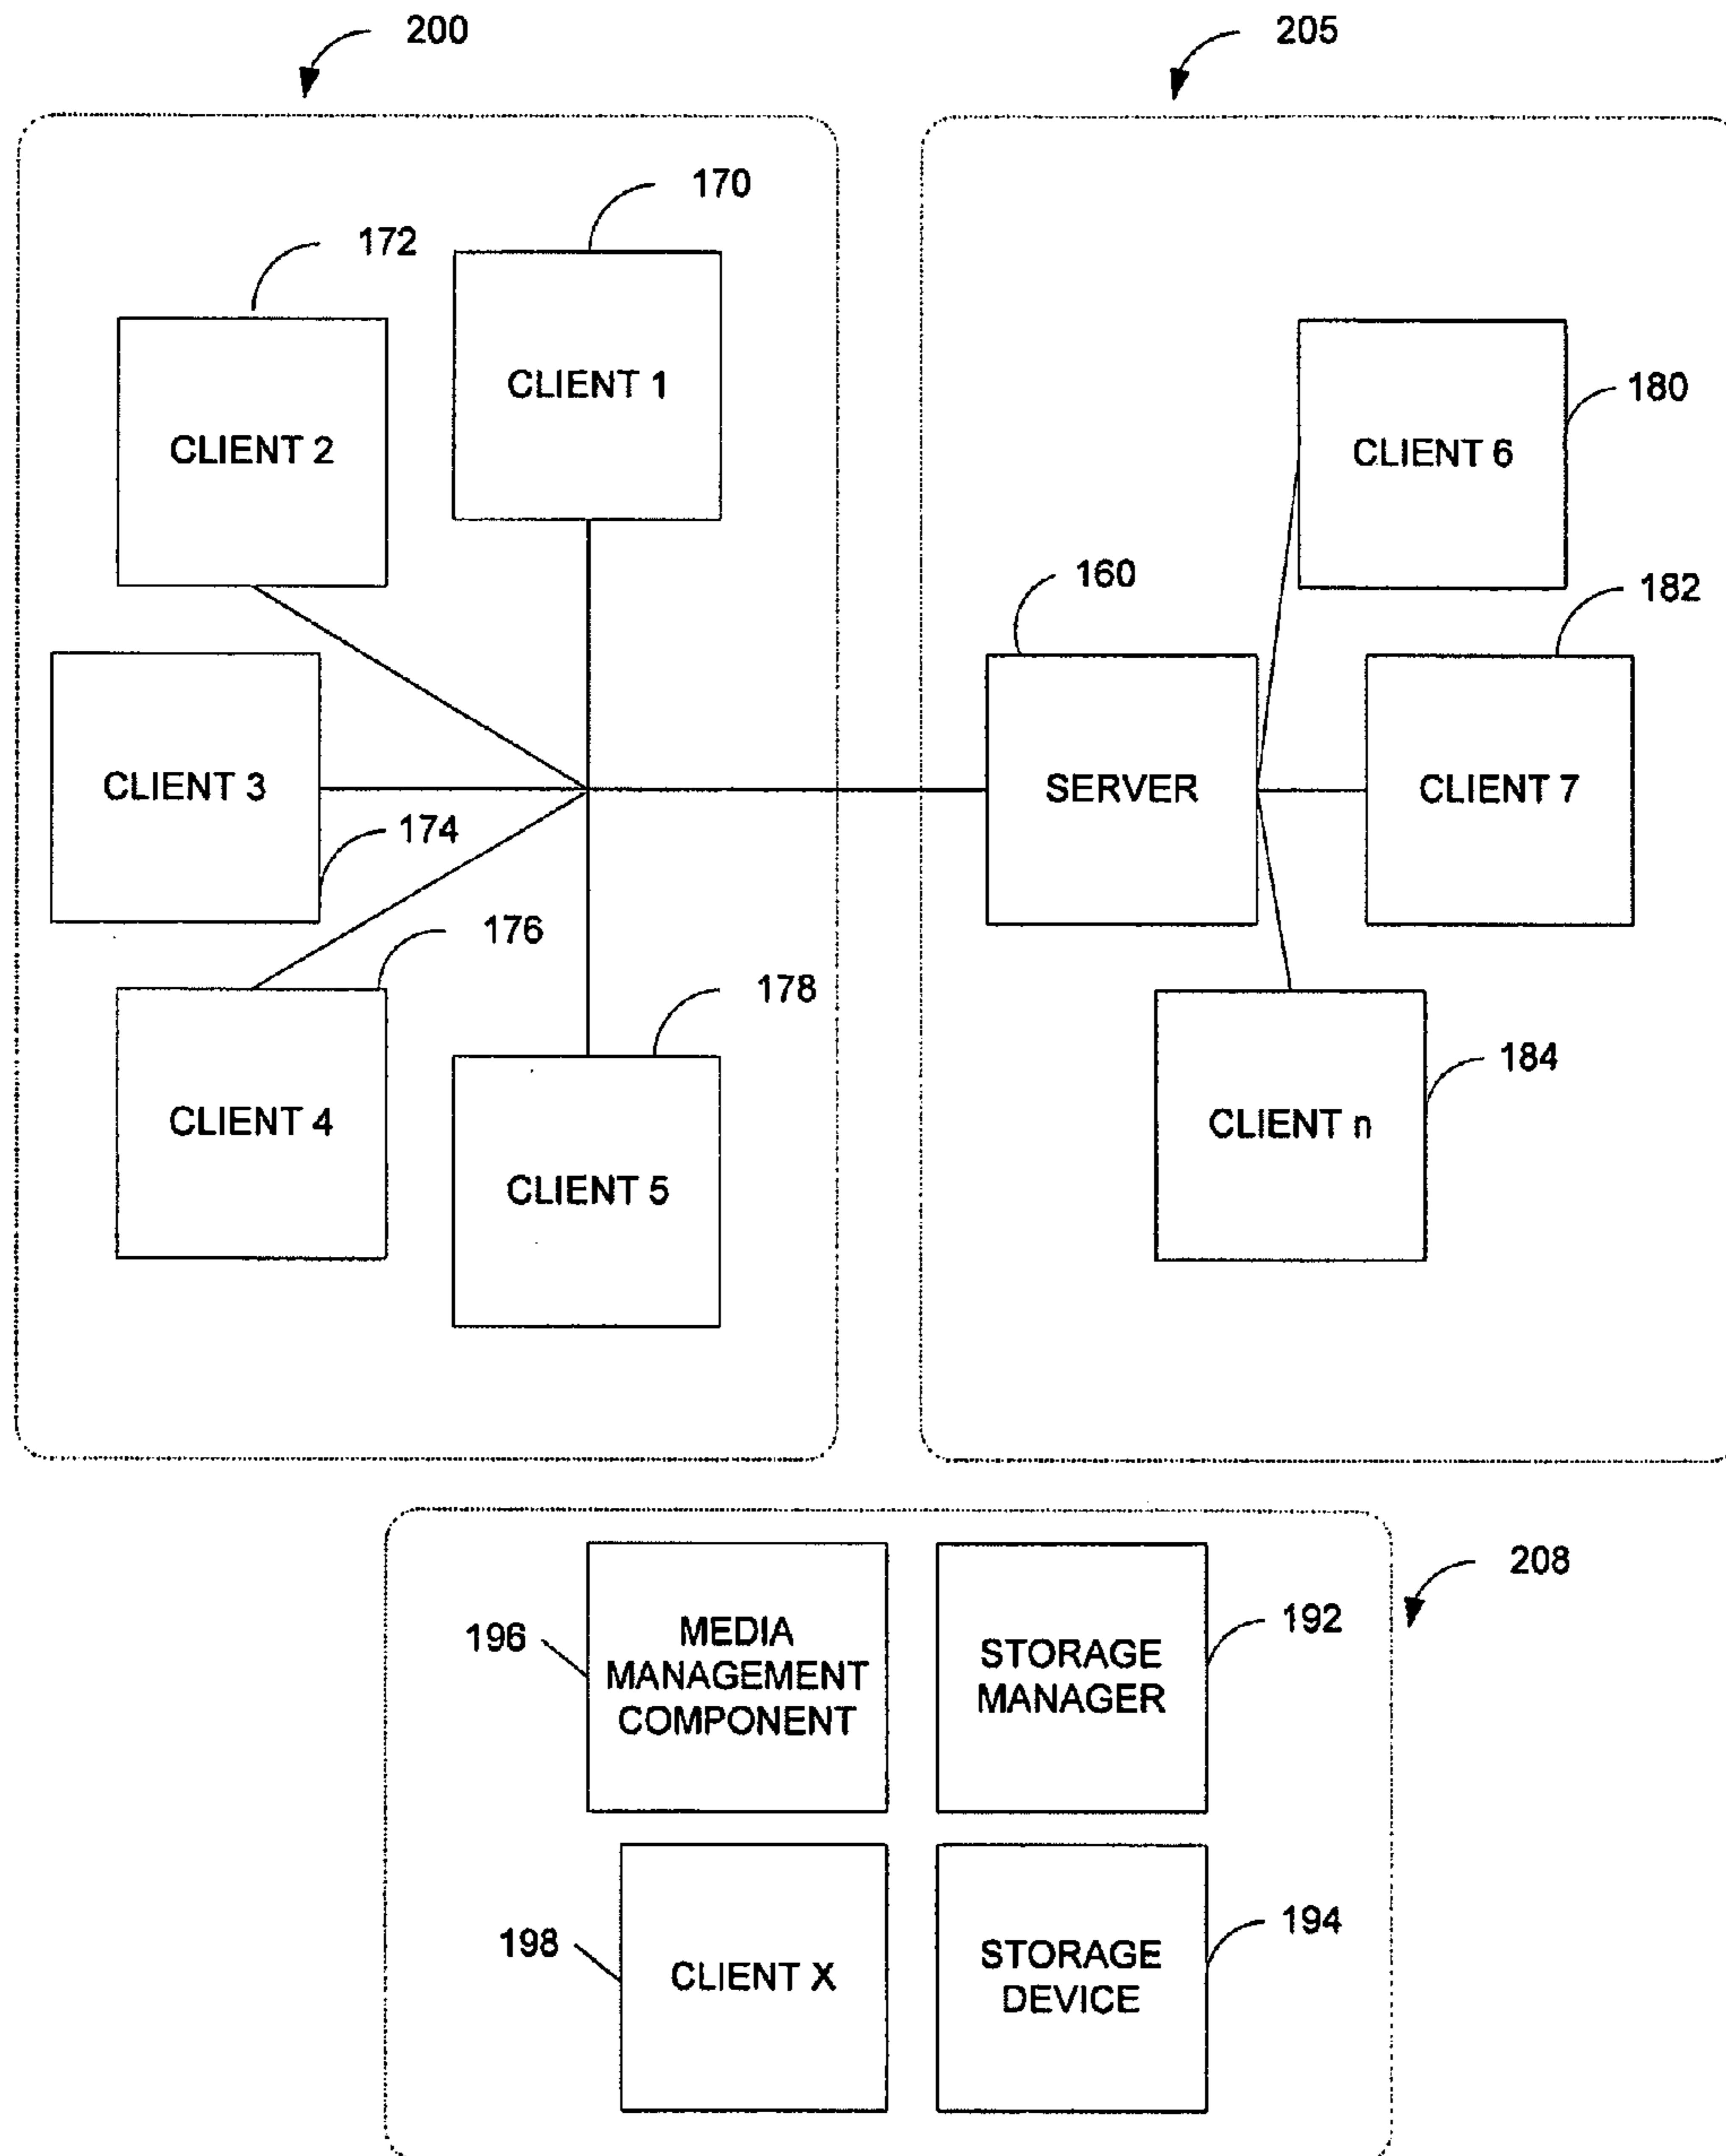 200
205
170
172
CLIENT 1
CLIENT 2
180
CLIENT 6
160
182
CLIENT 3
SERVER
CLIENT 7
174
176
178
184
CLIENT 4
CLIENT n
CLIENT 5
208
196
MEDIA
MANAGEMENT
COMPONENT
192
STORAGE
MANAGER
198
CLIENT X
194
STORAGE
DEVICE